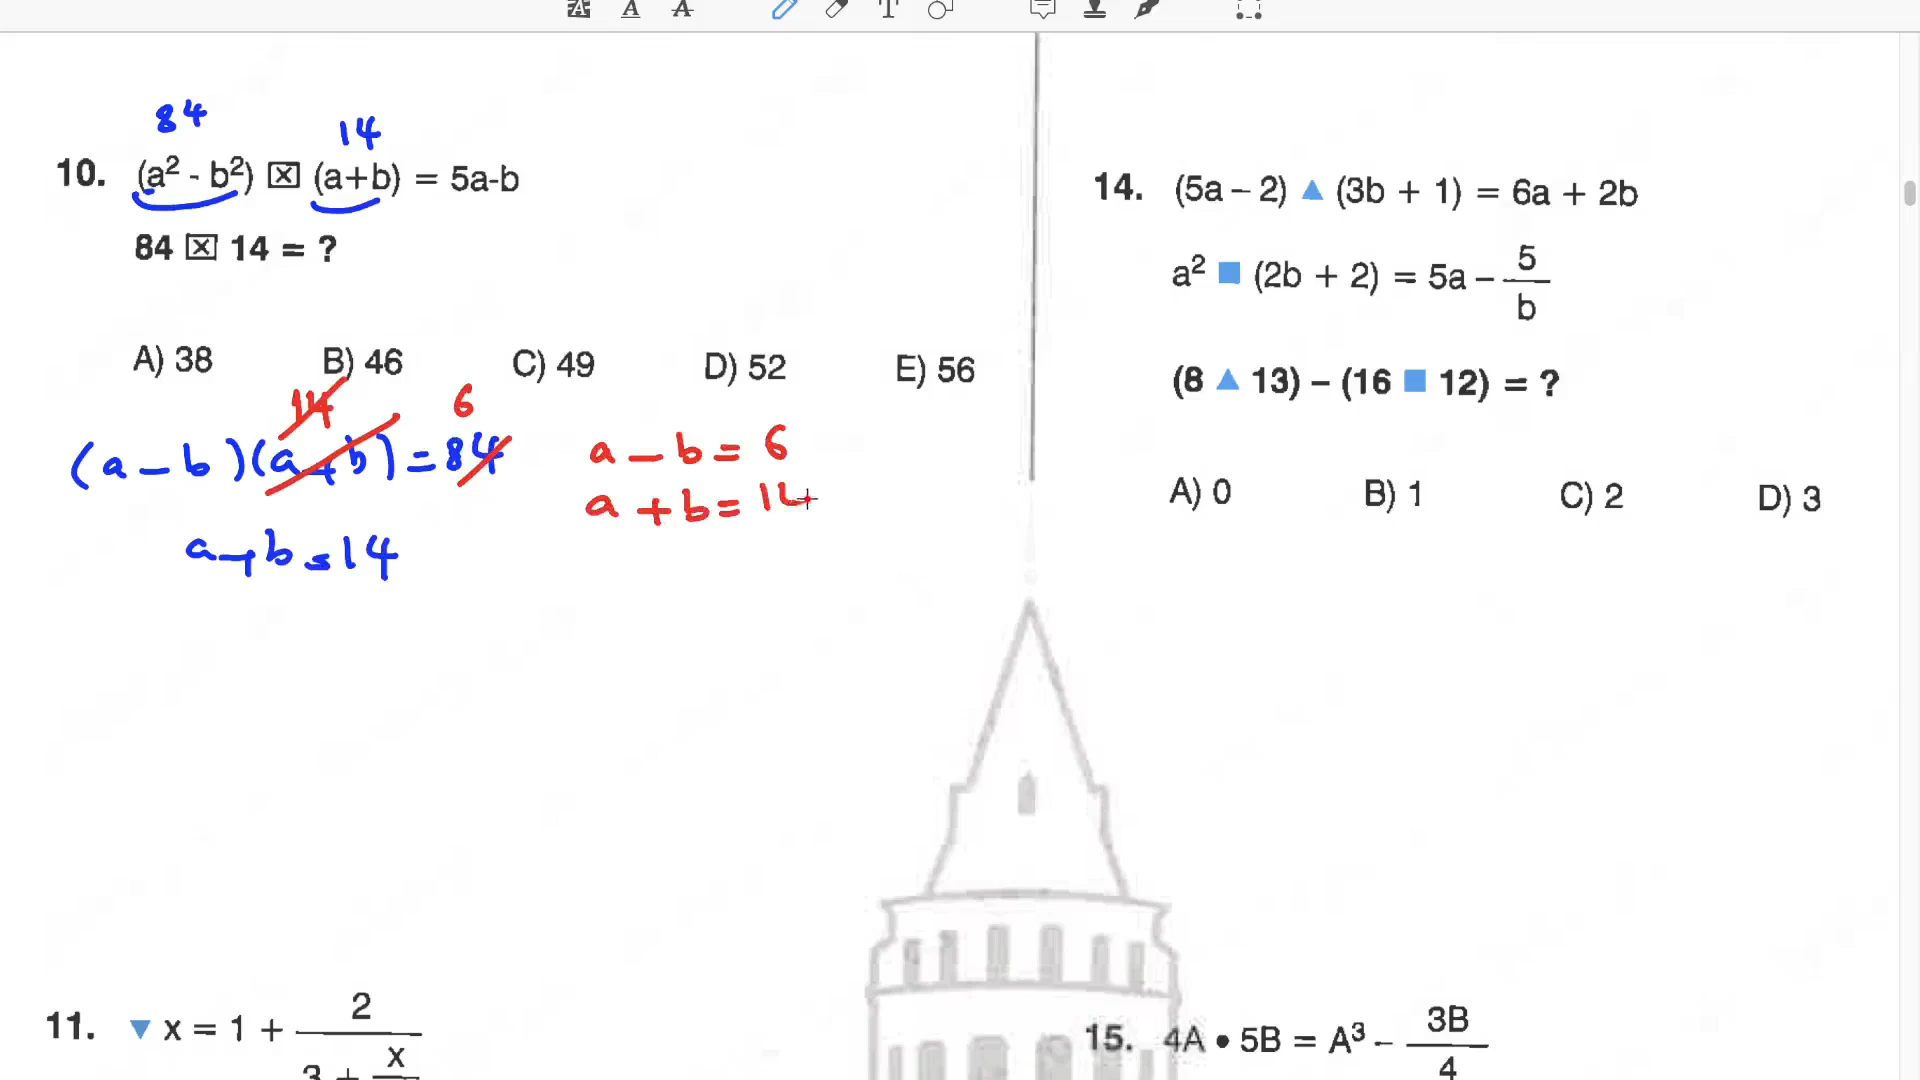 84
14
10. (a² - b²) ⊠ (a+b) = 5a-b
84 ⊠ 14 = ?
A) 38 B) 46 C) 49 D) 52 E) 56
14 6
(a-b)(a+b)=84
a+b=14
a-b=6
a+b=14
11. ▼ x = 1 + 2
3 + x
14. (5a – 2) ▲ (3b + 1) = 6a + 2b
a² ■ (2b + 2) = 5a – 5/b
(8 ▲ 13) – (16 ■ 12) = ?
A) 0 B) 1 C) 2 D) 3
15. 4A • 5B = A³ – 3B/4